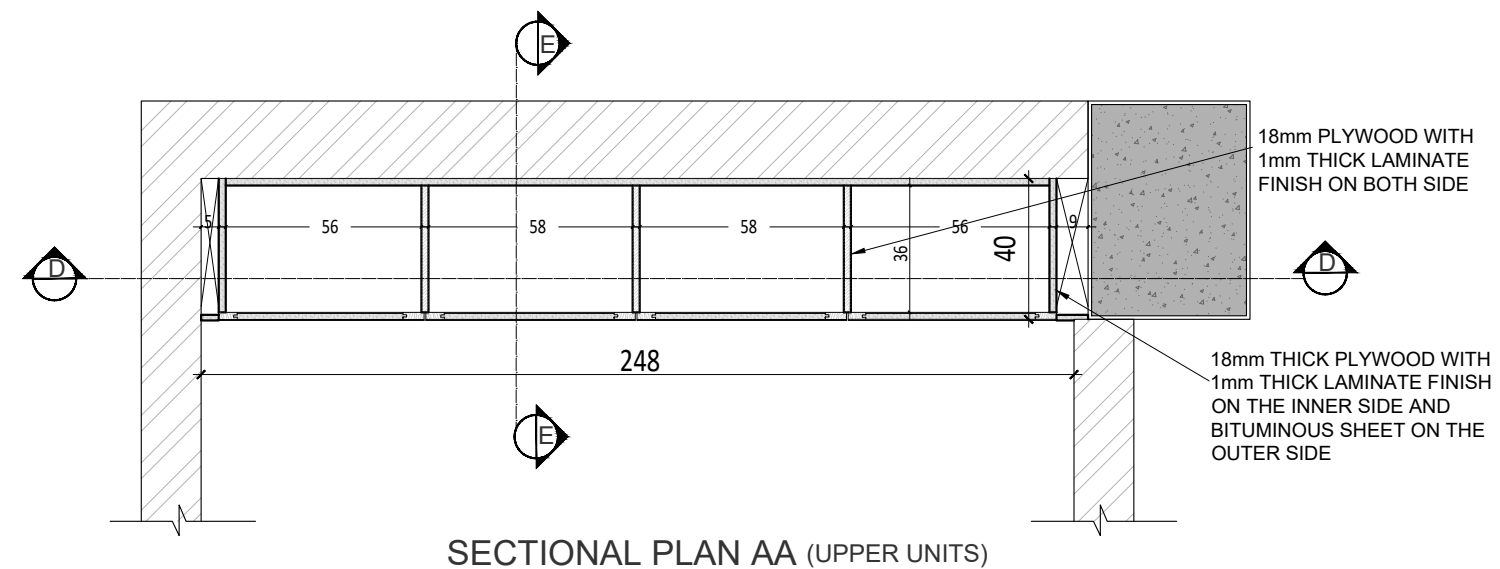 E
18mm PLYWOOD WITH
1mm THICK LAMINATE
FINISH ON BOTH SIDE
5
56
58
58
36
56
40
9
D
D
248
18mm THICK PLYWOOD WITH
1mm THICK LAMINATE FINISH
ON THE INNER SIDE AND
BITUMINOUS SHEET ON THE
OUTER SIDE
E
SECTIONAL PLAN AA (UPPER UNITS)